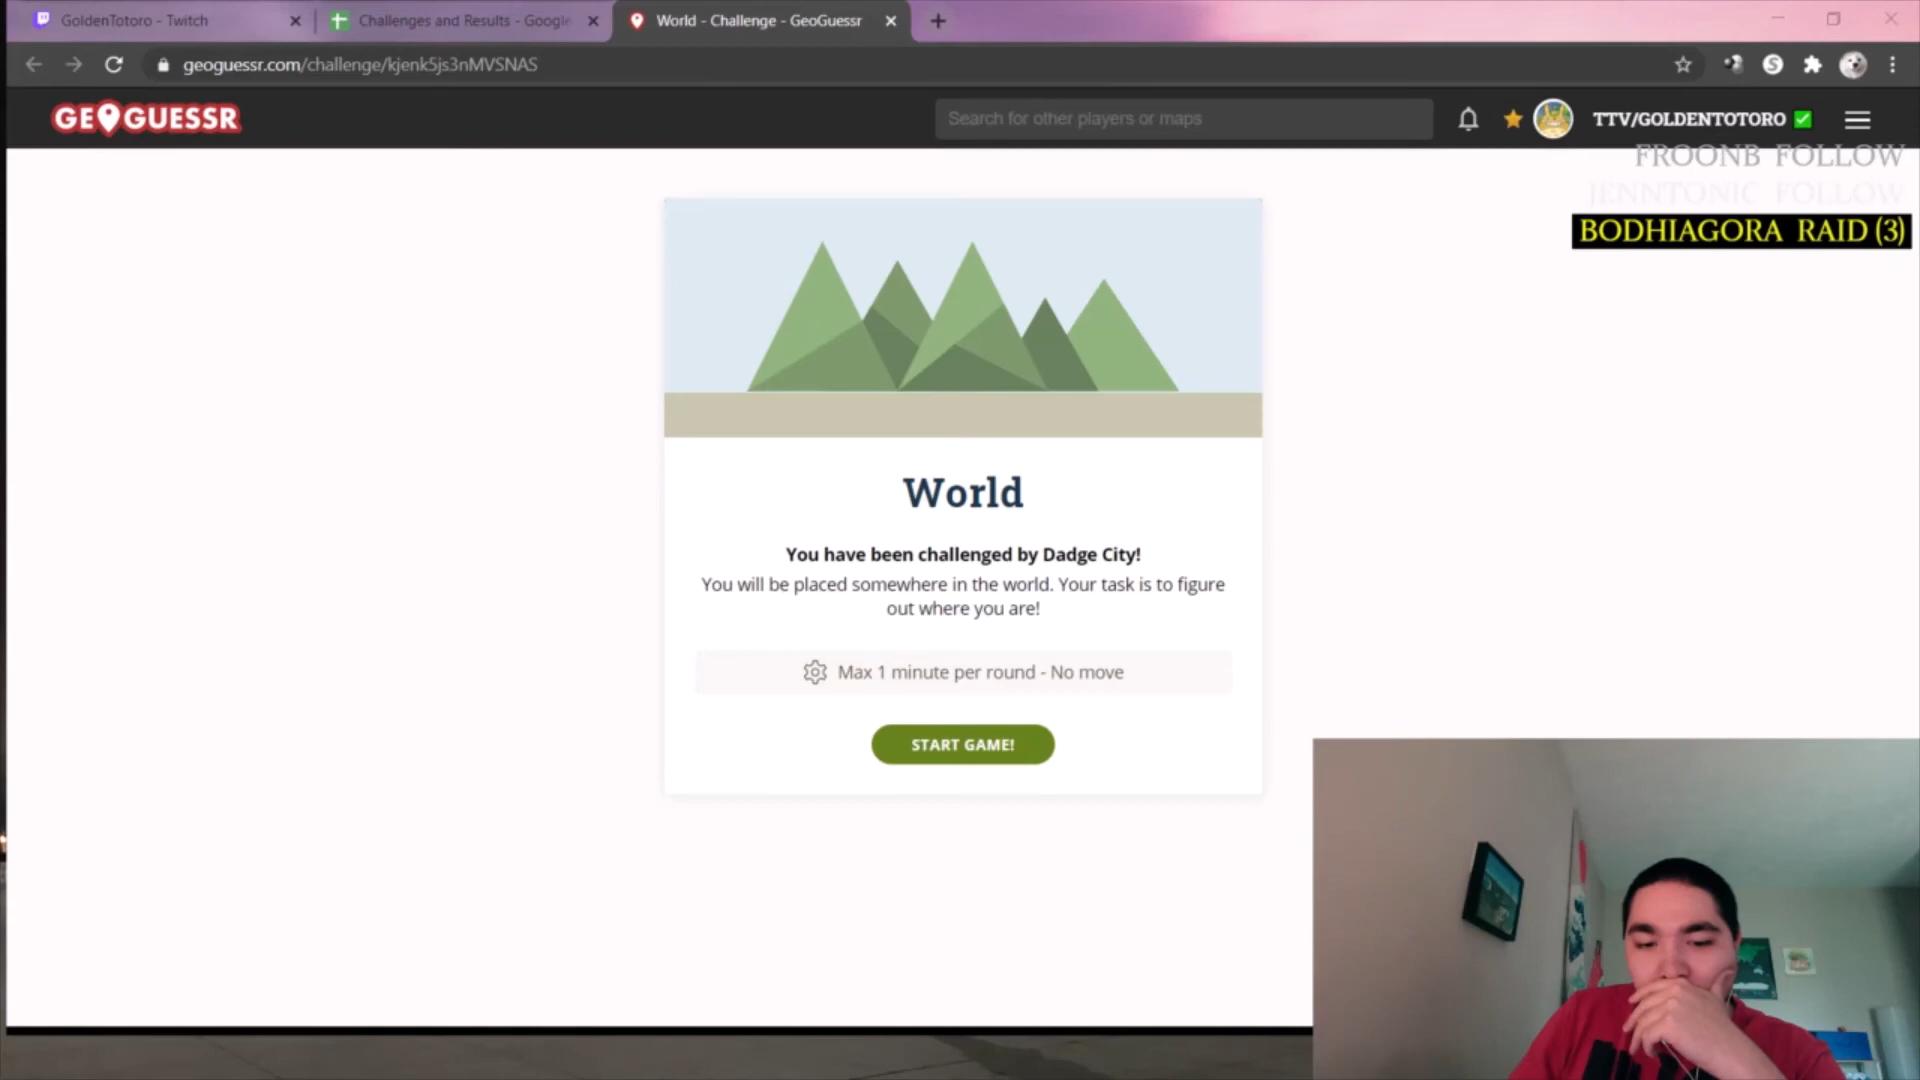 GoldenTotoro - Twitch
Challenges and Results - Google
World - Challenge - GeoGuessr
geoguessr.com/challenge/kjenk5js3nMVSNAS
GEOGUESSR
Search for other players or maps
TTV/GOLDENTOTORO
FROONB FOLLOW
JENNTONIC FOLLOW
BODHIAGORA RAID (3)
World
You have been challenged by Dadge City!
You will be placed somewhere in the world. Your task is to figure
out where you are!
Max 1 minute per round - No move
START GAME!